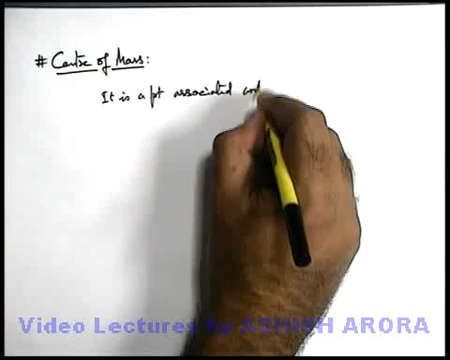 # Centre of Mass:
It is a pt associated
Video Lectures by ASHISH ARORA